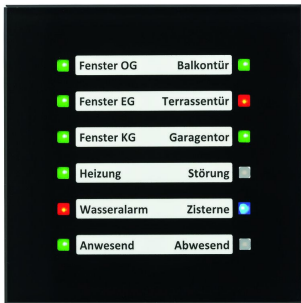 Fenster OG Balkontür
Fenster EG Terrassentür
Fenster KG Garagentor
Heizung Störung
Wasseralarm Zisterne
Anwesend Abwesend